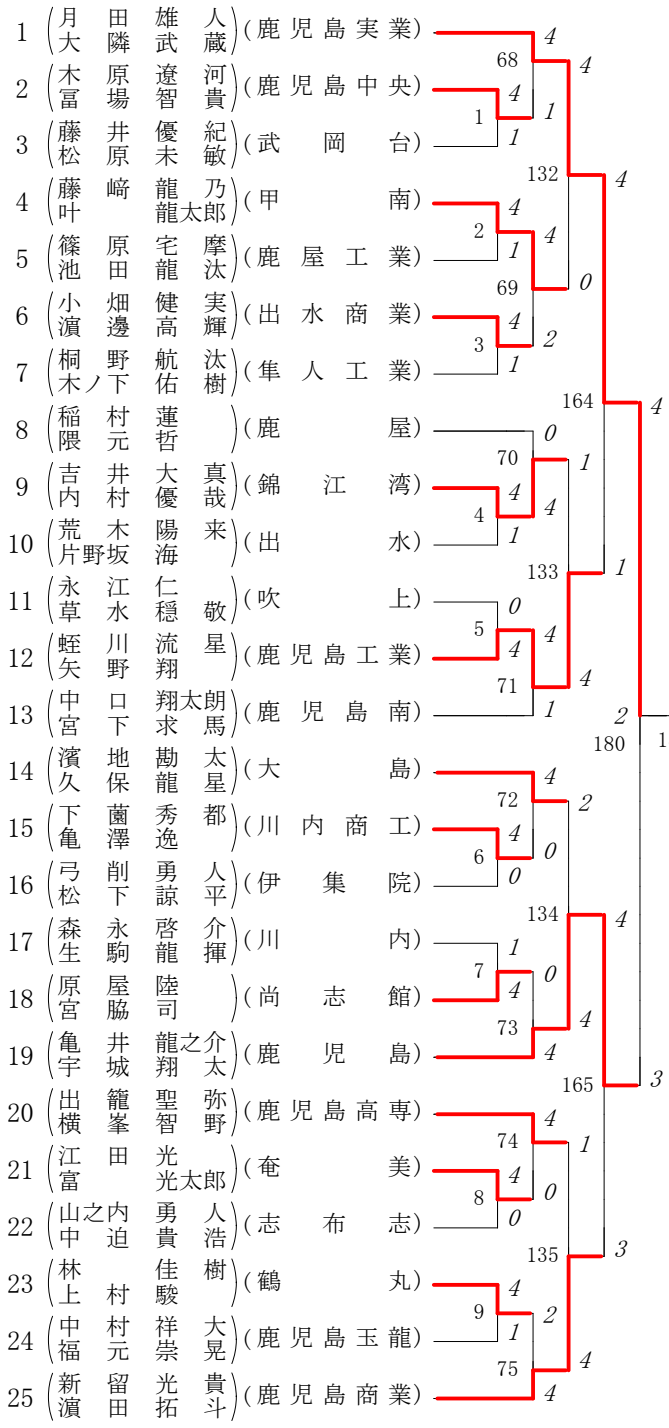 1 (月田雄人 大隣武蔵) (鹿児島実業)
2 (木原遼河 冨場智貴) (鹿児島中央)
3 (藤井優紀 松原未敏) (武岡台)
4 (藤﨑龍乃 叶龍太郎) (甲南)
5 (篠原宅摩 池田龍汰) (鹿屋工業)
6 (小畑健実 濵邊高輝) (出水商業)
7 (桐野航汰 木ノ下佑樹) (隼人工業)
8 (稲村蓮 隈元哲) (鹿屋)
9 (吉井大真 内村優哉) (錦江湾)
10 (荒木陽来 片野坂海) (出水)
11 (永江仁 草水穏敬) (吹上)
12 (蛭川流星 矢野翔) (鹿児島工業)
13 (中口翔太朗 宮下求馬) (鹿児島南)
14 (濱地勘太 久保龍星) (大島)
15 (下薗秀都 亀澤逸) (川内商工)
16 (弓削勇人 松下諒平) (伊集院)
17 (森永啓介 生駒龍揮) (川内)
18 (原屋陸 宮脇司) (尚志館)
19 (亀井龍之介 宇城翔太) (鹿児島)
20 (出籠聖弥 横峯智野) (鹿児島高専)
21 (江田光 富光太郎) (奄美)
22 (山之内勇人 中迫貴浩) (志布志)
23 (林佳樹 上村駿) (鶴丸)
24 (中村祥大 福元崇晃) (鹿児島玉龍)
25 (新留光貴 濵田拓斗) (鹿児島商業)
4
68 4
4
1 1
1
132 4
4
2 4
1
69 0
4
3 2
1
164 4
0
70 1
4
4 4
1
133 1
0
5 4
4
71 4
1
2
180 1
4
72 2
4
6 0
0
134 4
1
7 0
4
73 4
4
165 3
4
74 1
4
8 0
0
135 3
4
9 2
1
75 4
4